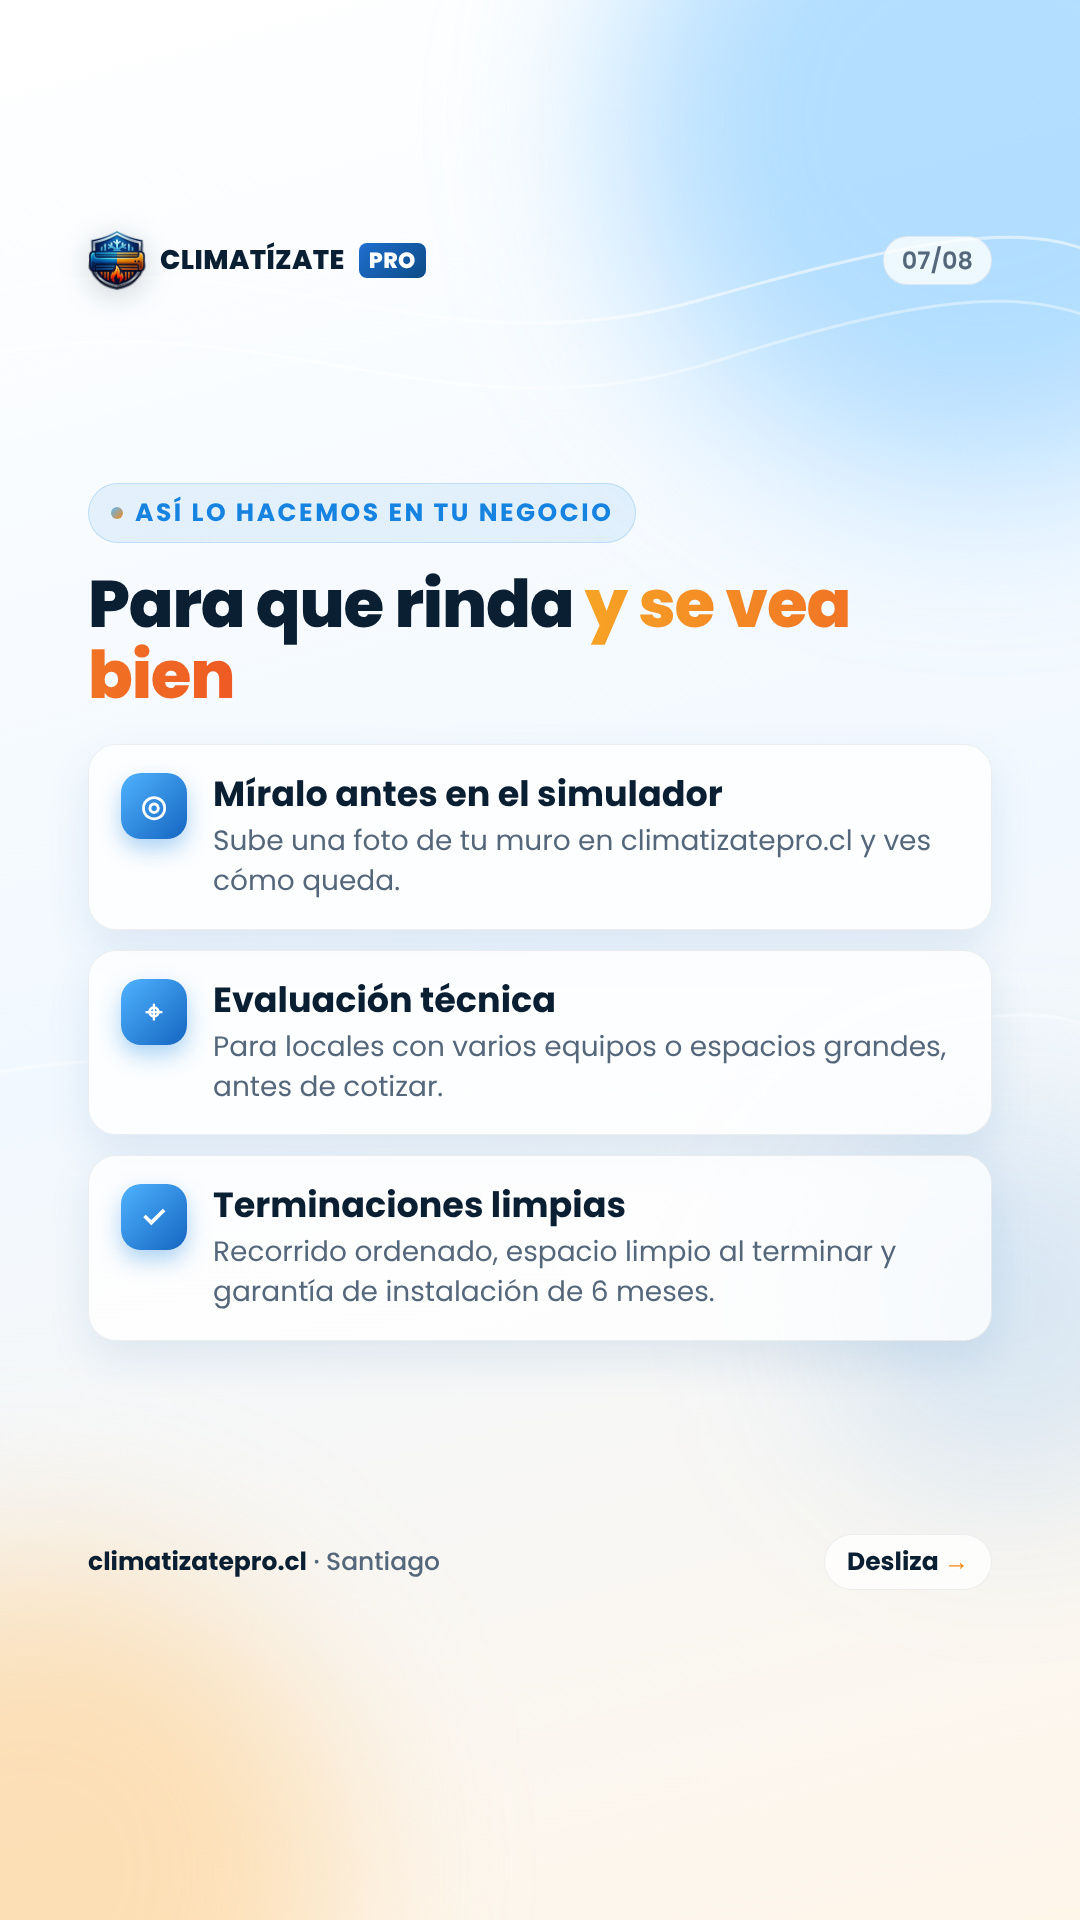 CLIMATÍZATE PRO
07/08
ASÍ LO HACEMOS EN TU NEGOCIO
Para que rinda y se vea
bien
Míralo antes en el simulador
Sube una foto de tu muro en climatizatepro.cl y ves
cómo queda.
Evaluación técnica
Para locales con varios equipos o espacios grandes,
antes de cotizar.
Terminaciones limpias
Recorrido ordenado, espacio limpio al terminar y
garantía de instalación de 6 meses.
climatizatepro.cl · Santiago
Desliza →